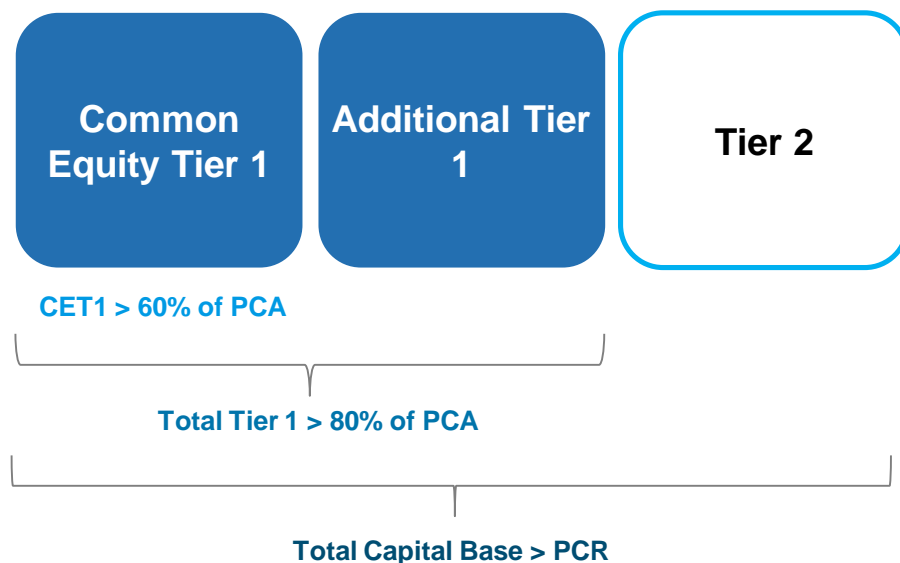 Common
Equity Tier 1
Additional Tier
1
Tier 2
CET1 > 60% of PCA
Total Tier 1 > 80% of PCA
Total Capital Base > PCR